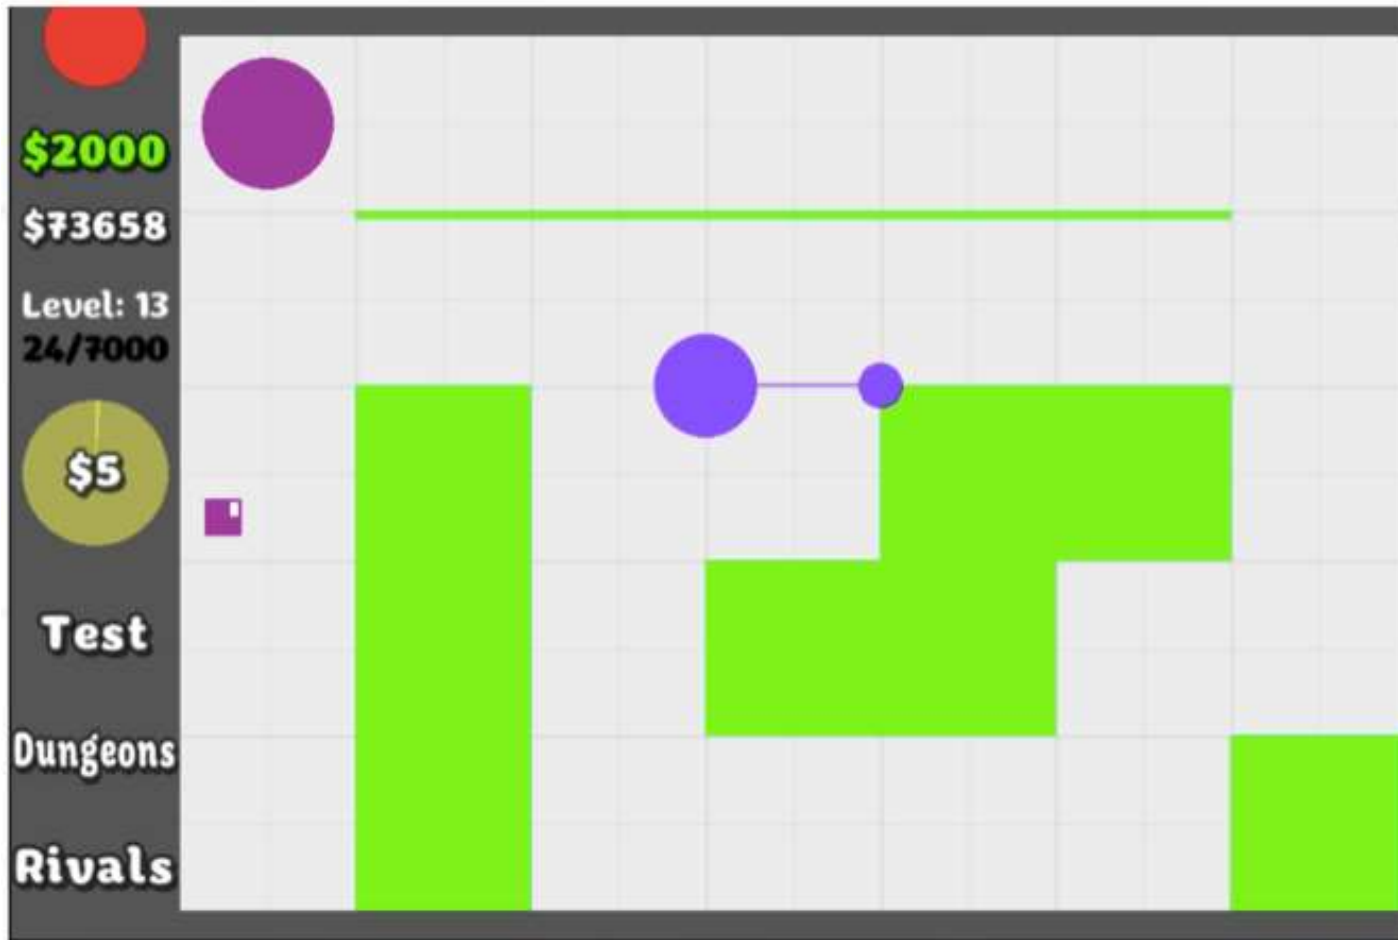 $2000
$73658
Level: 13
24/7000
$5
Test
Dungeons
Rivals